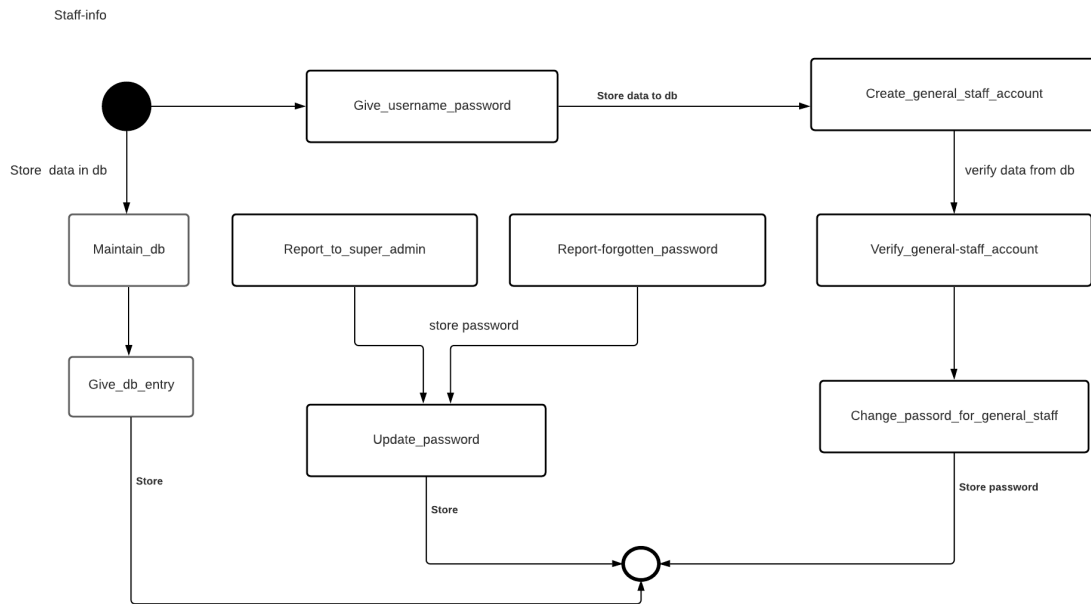 Staff-info
Give_username_password
Store data to db
Create_general_staff_account
Store  data in db
verify data from db
Maintain_db
Report_to_super_admin
Report-forgotten_password
Verify_general-staff_account
store password
Give_db_entry
Update_password
Change_passord_for_general_staff
Store
Store
Store password